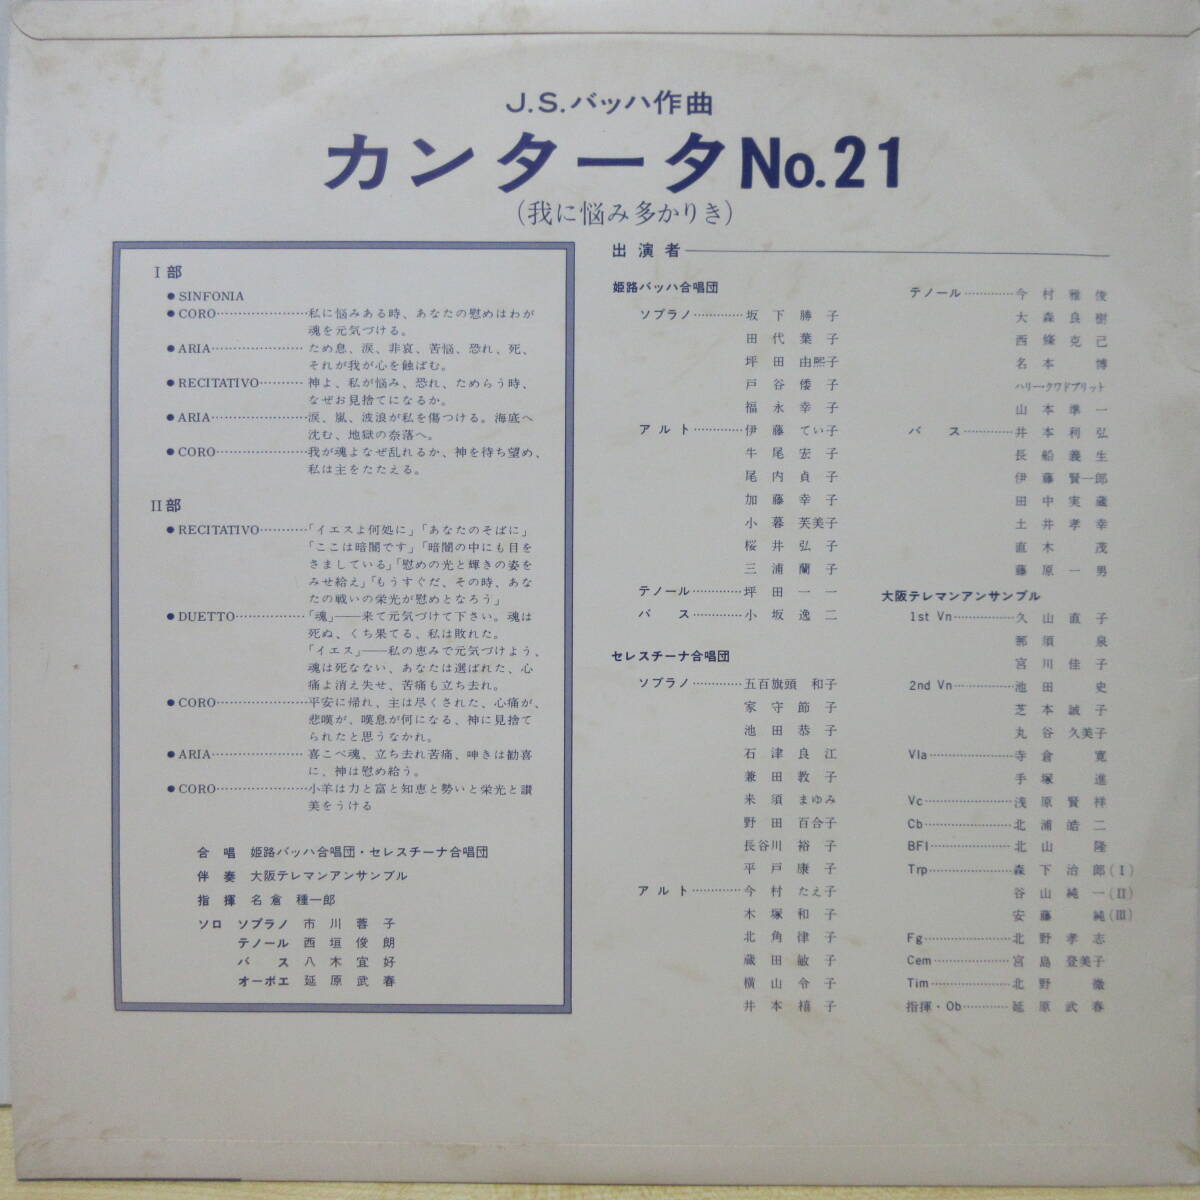 J.S.バッハ作曲
カンタータNo.21
(我に悩み多かりき)
I 部
●SINFONIA
●CORO…………………私に悩みある時、あなたの慰めはわが
魂を元気づける。
●ARIA………………… ため息、涙、非哀、苦悩、恐れ、死、
それが我が心を蝕ばむ。
●RECITATIVO……… 神よ、私が悩み、恐れ、ためらう時、
なぜお見捨てになるか。
●ARIA…………………涙、嵐、波浪が私を傷つける。海底へ
沈む、地獄の奈落へ。
●CORO…………………我が魂よなぜ乱れるか、神を待ち望め、
私は主をたたえる。
II 部
●RECITATIVO…………「イエスよ何処に」「あなたのそばに」
「ここは暗闇です」「暗闇の中にも目を
さましている」「慰めの光と輝きの姿を
みせ給え」「もうすぐだ、その時、あな
たの戦いの栄光が慰めとなろう」
●DUETTO………………「魂」――来て元気づけて下さい。魂は
死ぬ、くち果てる、私は敗れた。
「イエス」――私の恵みで元気づけよう、
魂は死なない、あなたは選ばれた、心
痛よ消え失せ、苦痛も立ち去れ。
●CORO…………………平安に帰れ、主は尽くされた、心痛が、
悲嘆が、嘆息が何になる、神に見捨て
られたと思うなかれ。
●ARIA…………………喜こべ魂、立ち去れ苦痛、呻きは勧喜
に、神は慰め給う。
●CORO…………………小羊は力と富と知恵と勢いと栄光と讃
美をうける
合唱 姫路バッハ合唱団・セレスチーナ合唱団
伴奏 大阪テレマンアンサンブル
指揮 名倉 種一郎
ソロ ソプラノ 市川蓉子
テノール 西垣俊朗
バス 八木宜好
オーボエ 延原武春
出演者
姫路バッハ合唱団
ソプラノ…………坂下勝子
田代葉子
坪田由熙子
戸谷倭子
福永幸子
アルト…………伊藤てい子
牛尾宏子
尾内貞子
加藤幸子
小暮芙美子
桜井弘子
三浦蘭子
テノール…………坪田一一
バス…………小坂逸二
セレスチーナ合唱団
ソプラノ…………五百旗頭 和子
家守節子
池田恭子
石津良江
兼田教子
来須まゆみ
野田百合子
長谷川裕子
平戸康子
アルト…………今村たえ子
木塚和子
北角律子
蔵田敏子
横山令子
井本禧子
テノール…………今村雅俊
大森良樹
西條克己
名本博
ハリー・クワドブリット
山本準一
バス…………井本利弘
長船義生
伊藤賢一郎
田中実蔵
土井孝幸
直木茂
藤原一男
大阪テレマンアンサンブル
1st Vn……………久山直子
那須泉
宮川佳子
2nd Vn……………池田史
芝本誠子
丸谷久美子
Vla………………寺倉寛
手塚進
Vc………………浅原賢祥
Cb………………北浦皓二
BFl………………北山隆
Trp………………森下治郎(I)
谷山純一(II)
安藤純(III)
Fg………………北野孝志
Cem………………宮島登美子
Tim………………北野徹
指揮・Ob…………延原武春